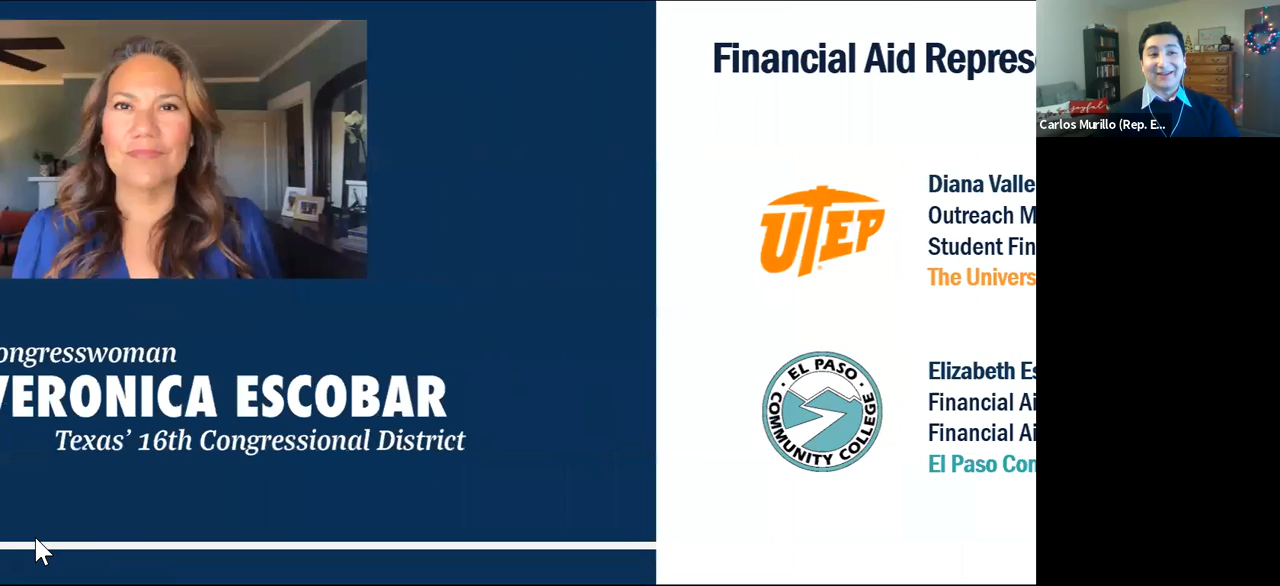 ongresswoman
VERONICA ESCOBAR
Texas’ 16th Congressional District
Financial Aid Repres
UTEP
Diana Valle
Outreach M
Student Fin
The Univers
EL PASO
COMMUNITY COLLEGE
Elizabeth Es
Financial Ai
Financial Ai
El Paso Com
joyful
Carlos Murillo (Rep. E...